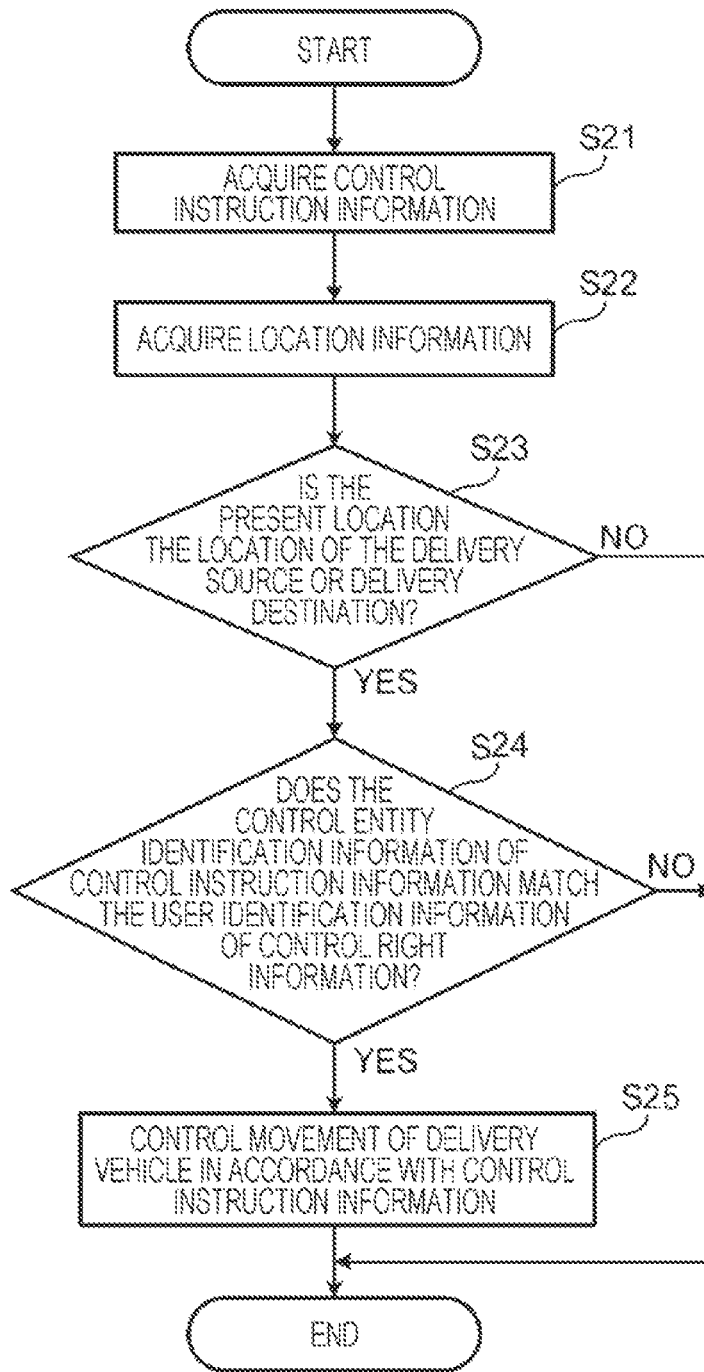 START
S21
ACQUIRE CONTROL
INSTRUCTION INFORMATION
S22
ACQUIRE LOCATION INFORMATION
S23
IS THE
PRESENT LOCATION
THE LOCATION OF THE DELIVERY
SOURCE OR DELIVERY
DESTINATION?
NO
YES
S24
DOES THE
CONTROL ENTITY
IDENTIFICATION INFORMATION OF
CONTROL INSTRUCTION INFORMATION MATCH
THE USER IDENTIFICATION INFORMATION
OF CONTROL RIGHT
INFORMATION?
NO
YES
S25
CONTROL MOVEMENT OF DELIVERY
VEHICLE IN ACCORDANCE WITH CONTROL
INSTRUCTION INFORMATION
END